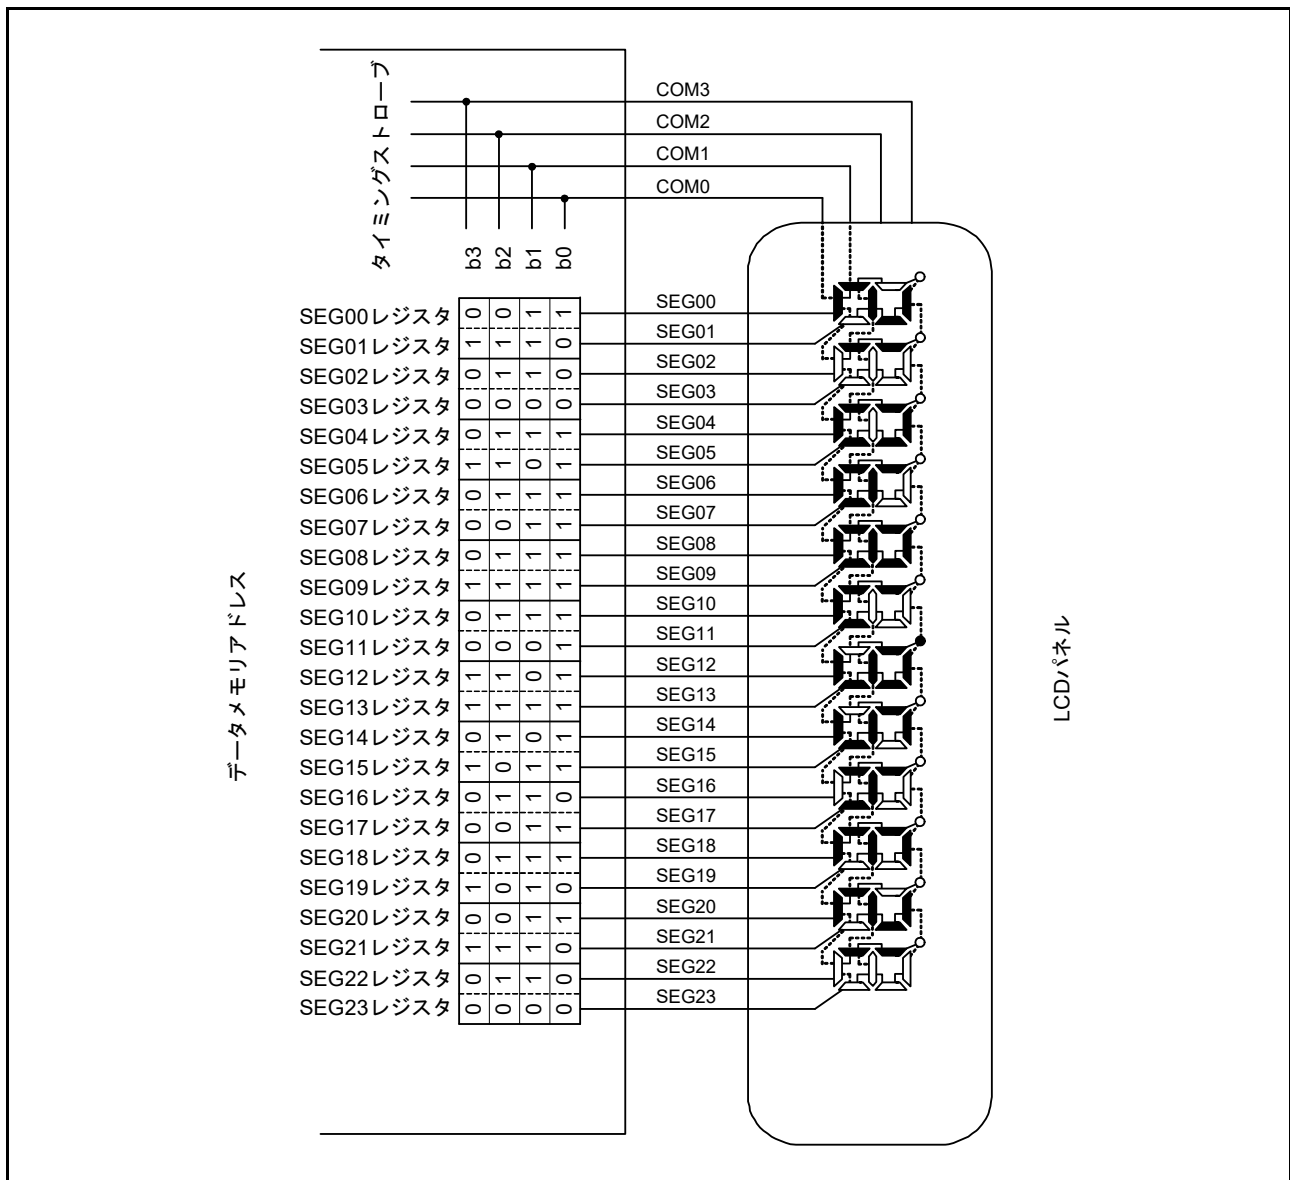 タイミングストローブ
COM3
COM2
COM1
COM0
b3 b2 b1 b0
データメモリアドレス
SEG00レジスタ 0 0 1 1 SEG00
SEG01レジスタ 1 1 1 0 SEG01
SEG02レジスタ 0 1 1 0 SEG02
SEG03レジスタ 0 0 0 0 SEG03
SEG04レジスタ 0 1 1 1 SEG04
SEG05レジスタ 1 1 0 1 SEG05
SEG06レジスタ 0 1 1 1 SEG06
SEG07レジスタ 0 0 1 1 SEG07
SEG08レジスタ 0 1 1 1 SEG08
SEG09レジスタ 1 1 1 1 SEG09
SEG10レジスタ 0 1 1 1 SEG10
SEG11レジスタ 0 0 0 1 SEG11
SEG12レジスタ 1 1 0 1 SEG12
SEG13レジスタ 1 1 1 1 SEG13
SEG14レジスタ 0 1 0 1 SEG14
SEG15レジスタ 1 0 1 1 SEG15
SEG16レジスタ 0 1 1 0 SEG16
SEG17レジスタ 0 0 1 1 SEG17
SEG18レジスタ 0 1 1 1 SEG18
SEG19レジスタ 1 0 1 0 SEG19
SEG20レジスタ 0 0 1 1 SEG20
SEG21レジスタ 1 1 1 0 SEG21
SEG22レジスタ 0 1 1 0 SEG22
SEG23レジスタ 0 0 0 0 SEG23
LCDパネル